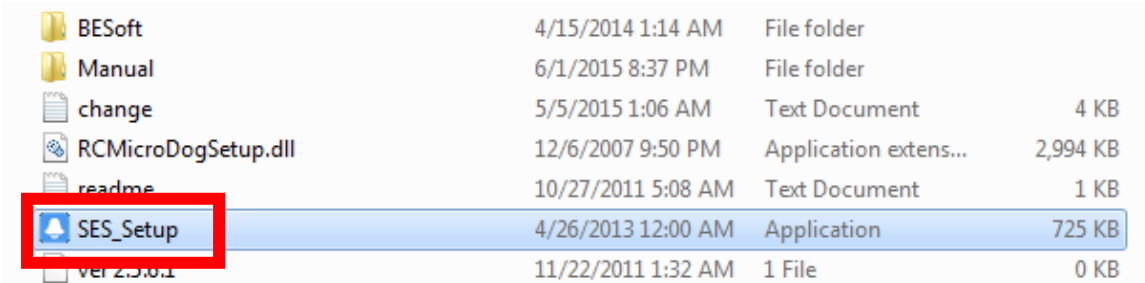 BESoft 4/15/2014 1:14 AM File folder
Manual 6/1/2015 8:37 PM File folder
change 5/5/2015 1:06 AM Text Document 4 KB
RCMicroDogSetup.dll 12/6/2007 9:50 PM Application extens... 2,994 KB
readme 10/27/2011 5:08 AM Text Document 1 KB
SES_Setup 4/26/2013 12:00 AM Application 725 KB
11/22/2011 1:32 AM 1 File 0 KB